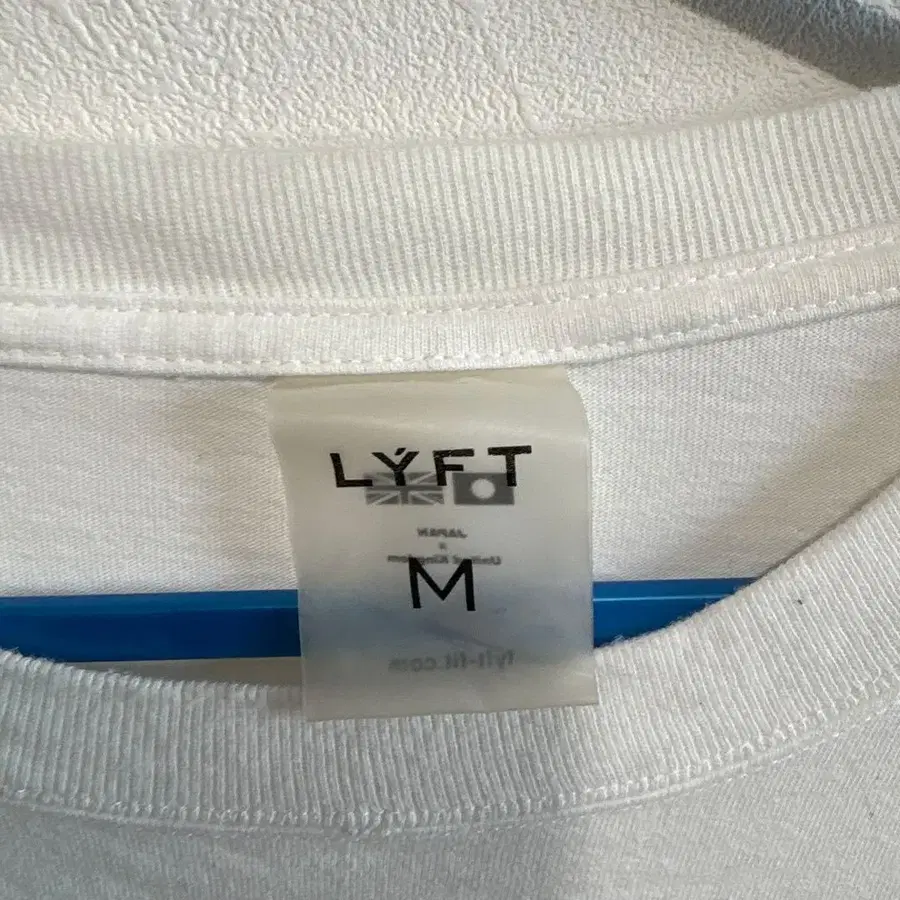 LÝFT
JAPAN
×
United Kingdom
M
lyft-fit.com